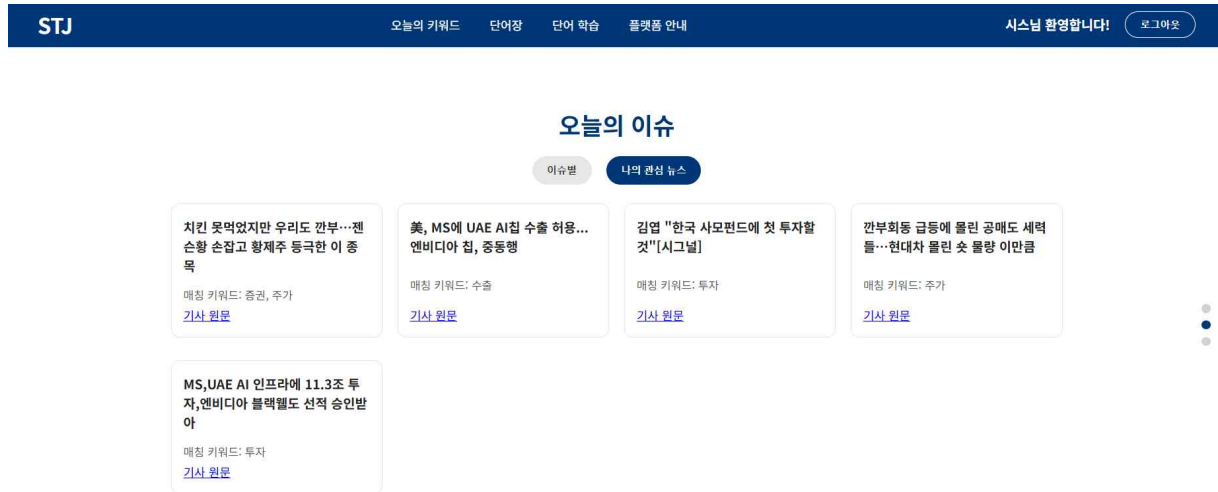 STJ
오늘의 키워드 단어장 단어 학습 플랫폼 안내
시스님 환영합니다! 로그아웃
오늘의 이슈
이슈별 나의 관심 뉴스
치킨 못먹었지만 우리도 깐부…젠
슨황 손잡고 황제주 등극한 이 종
목
매칭 키워드: 증권, 주가
기사 원문
美, MS에 UAE AI칩 수출 허용...
엔비디아 칩, 중동행
매칭 키워드: 수출
기사 원문
김엽 "한국 사모펀드에 첫 투자할
것"[시그널]
매칭 키워드: 투자
기사 원문
깐부회동 급등에 몰린 공매도 세력
들…현대차 몰린 숏 물량 이만큼
매칭 키워드: 주가
기사 원문
MS,UAE AI 인프라에 11.3조 투
자,엔비디아 블랙웰도 선적 승인받
아
매칭 키워드: 투자
기사 원문